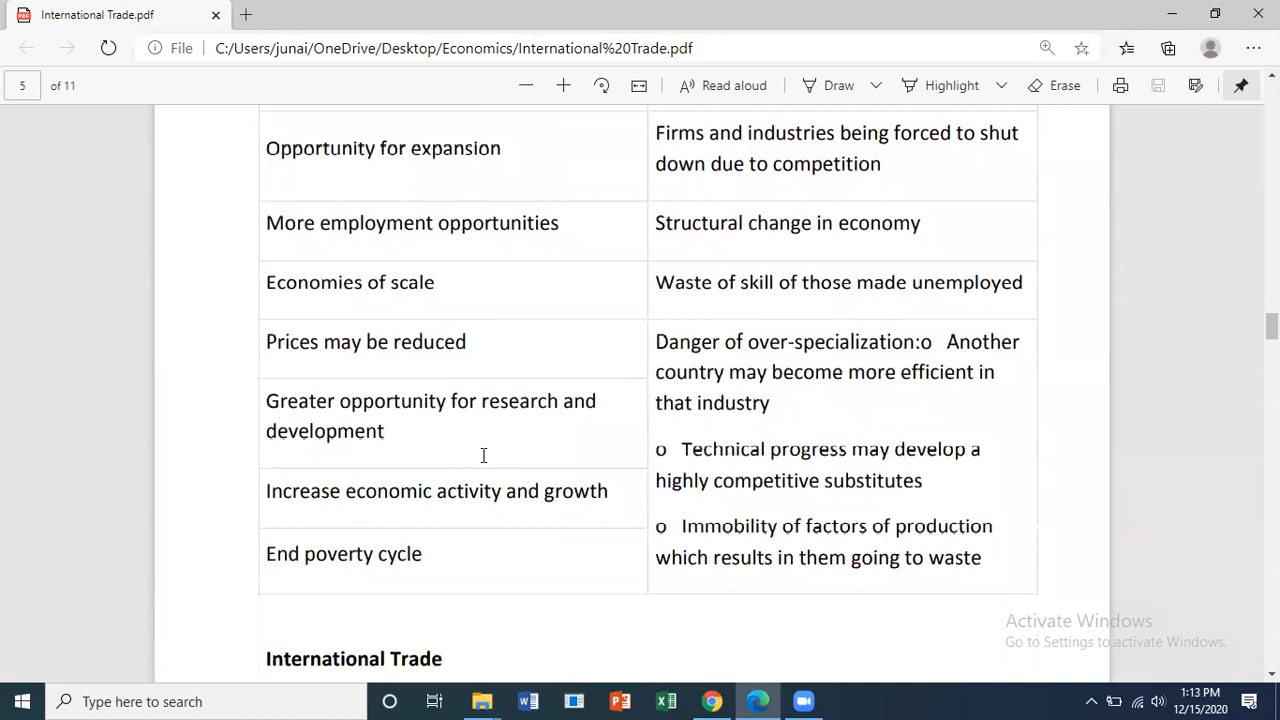 International Trade.pdf
File
C:/Users/junai/OneDrive/Desktop/Economics/International%20Trade.pdf
5
of 11
Read aloud
Draw
Highlight
Erase
Opportunity for expansion
Firms and industries being forced to shut
down due to competition
More employment opportunities
Structural change in economy
Economies of scale
Waste of skill of those made unemployed
Prices may be reduced
Greater opportunity for research and
development
Increase economic activity and growth
End poverty cycle
Danger of over-specialization:o Another
country may become more efficient in
that industry
o Technical progress may develop a
highly competitive substitutes
o Immobility of factors of production
which results in them going to waste
International Trade
Activate Windows
Go to Settings to activate Windows.
Type here to search
1:13 PM
12/15/2020